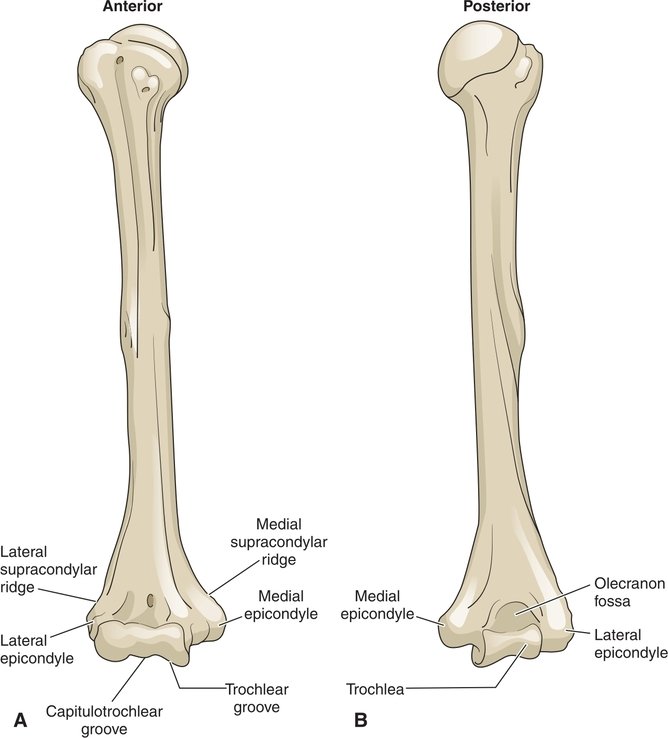 Anterior
Posterior
Lateral
supracondylar
ridge
Medial
supracondylar
ridge
Lateral
epicondyle
Medial
epicondyle
Capitulotrochlear
groove
Trochlear
groove
A
Medial
epicondyle
Olecranon
fossa
Lateral
epicondyle
Trochlea
B